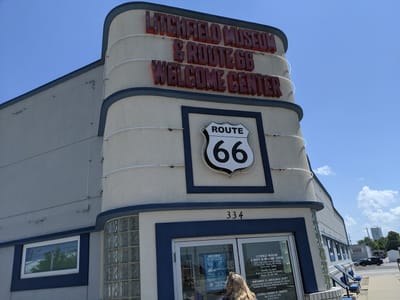 LITCHFIELD MUSEUM
& ROUTE 66
WELCOME CENTER
ROUTE
66
334